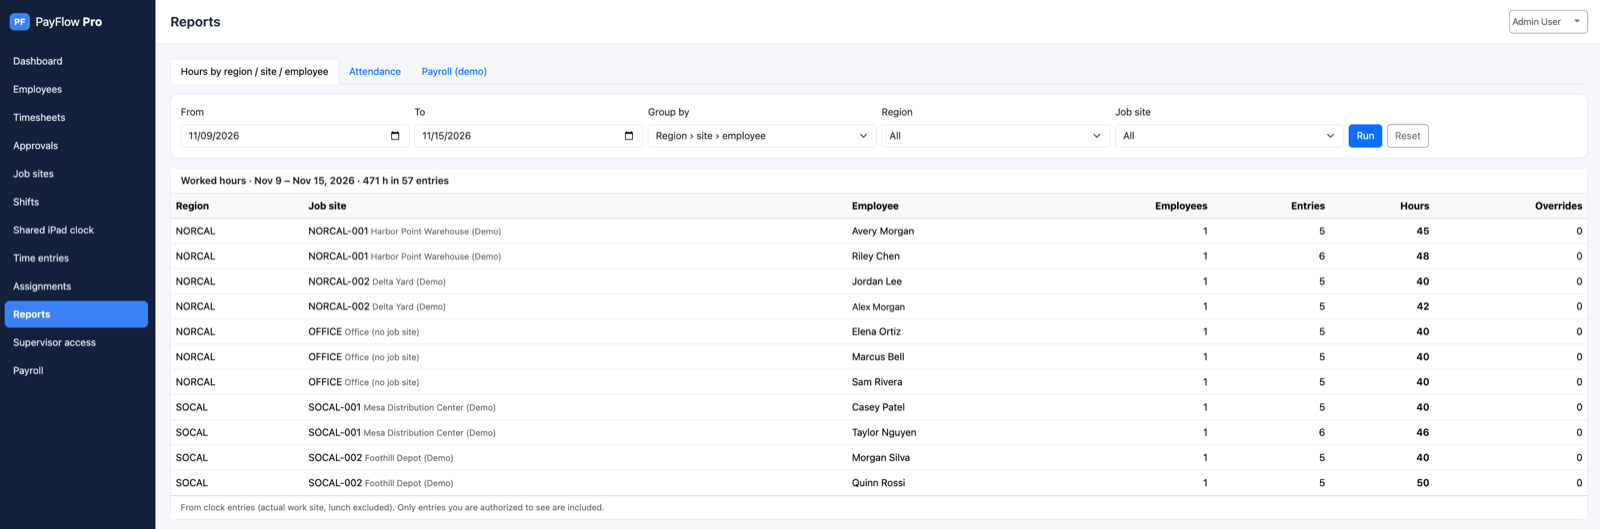 PF PayFlow Pro
Reports
Admin User
Dashboard
Employees
Timesheets
Approvals
Job sites
Shifts
Shared iPad clock
Time entries
Assignments
Reports
Supervisor access
Payroll
Hours by region / site / employee Attendance Payroll (demo)
From To Group by Region Job site
11/09/2026 11/15/2026 Region › site › employee All All Run Reset
Worked hours · Nov 9 – Nov 15, 2026 · 471 h in 57 entries
Region Job site Employee Employees Entries Hours Overrides
NORCAL NORCAL-001 Harbor Point Warehouse (Demo) Avery Morgan 1 5 45 0
NORCAL NORCAL-001 Harbor Point Warehouse (Demo) Riley Chen 1 6 48 0
NORCAL NORCAL-002 Delta Yard (Demo) Jordan Lee 1 5 40 0
NORCAL NORCAL-002 Delta Yard (Demo) Alex Morgan 1 5 42 0
NORCAL OFFICE Office (no job site) Elena Ortiz 1 5 40 0
NORCAL OFFICE Office (no job site) Marcus Bell 1 5 40 0
NORCAL OFFICE Office (no job site) Sam Rivera 1 5 40 0
SOCAL SOCAL-001 Mesa Distribution Center (Demo) Casey Patel 1 5 40 0
SOCAL SOCAL-001 Mesa Distribution Center (Demo) Taylor Nguyen 1 6 46 0
SOCAL SOCAL-002 Foothill Depot (Demo) Morgan Silva 1 5 40 0
SOCAL SOCAL-002 Foothill Depot (Demo) Quinn Rossi 1 5 50 0
From clock entries (actual work site, lunch excluded). Only entries you are authorized to see are included.